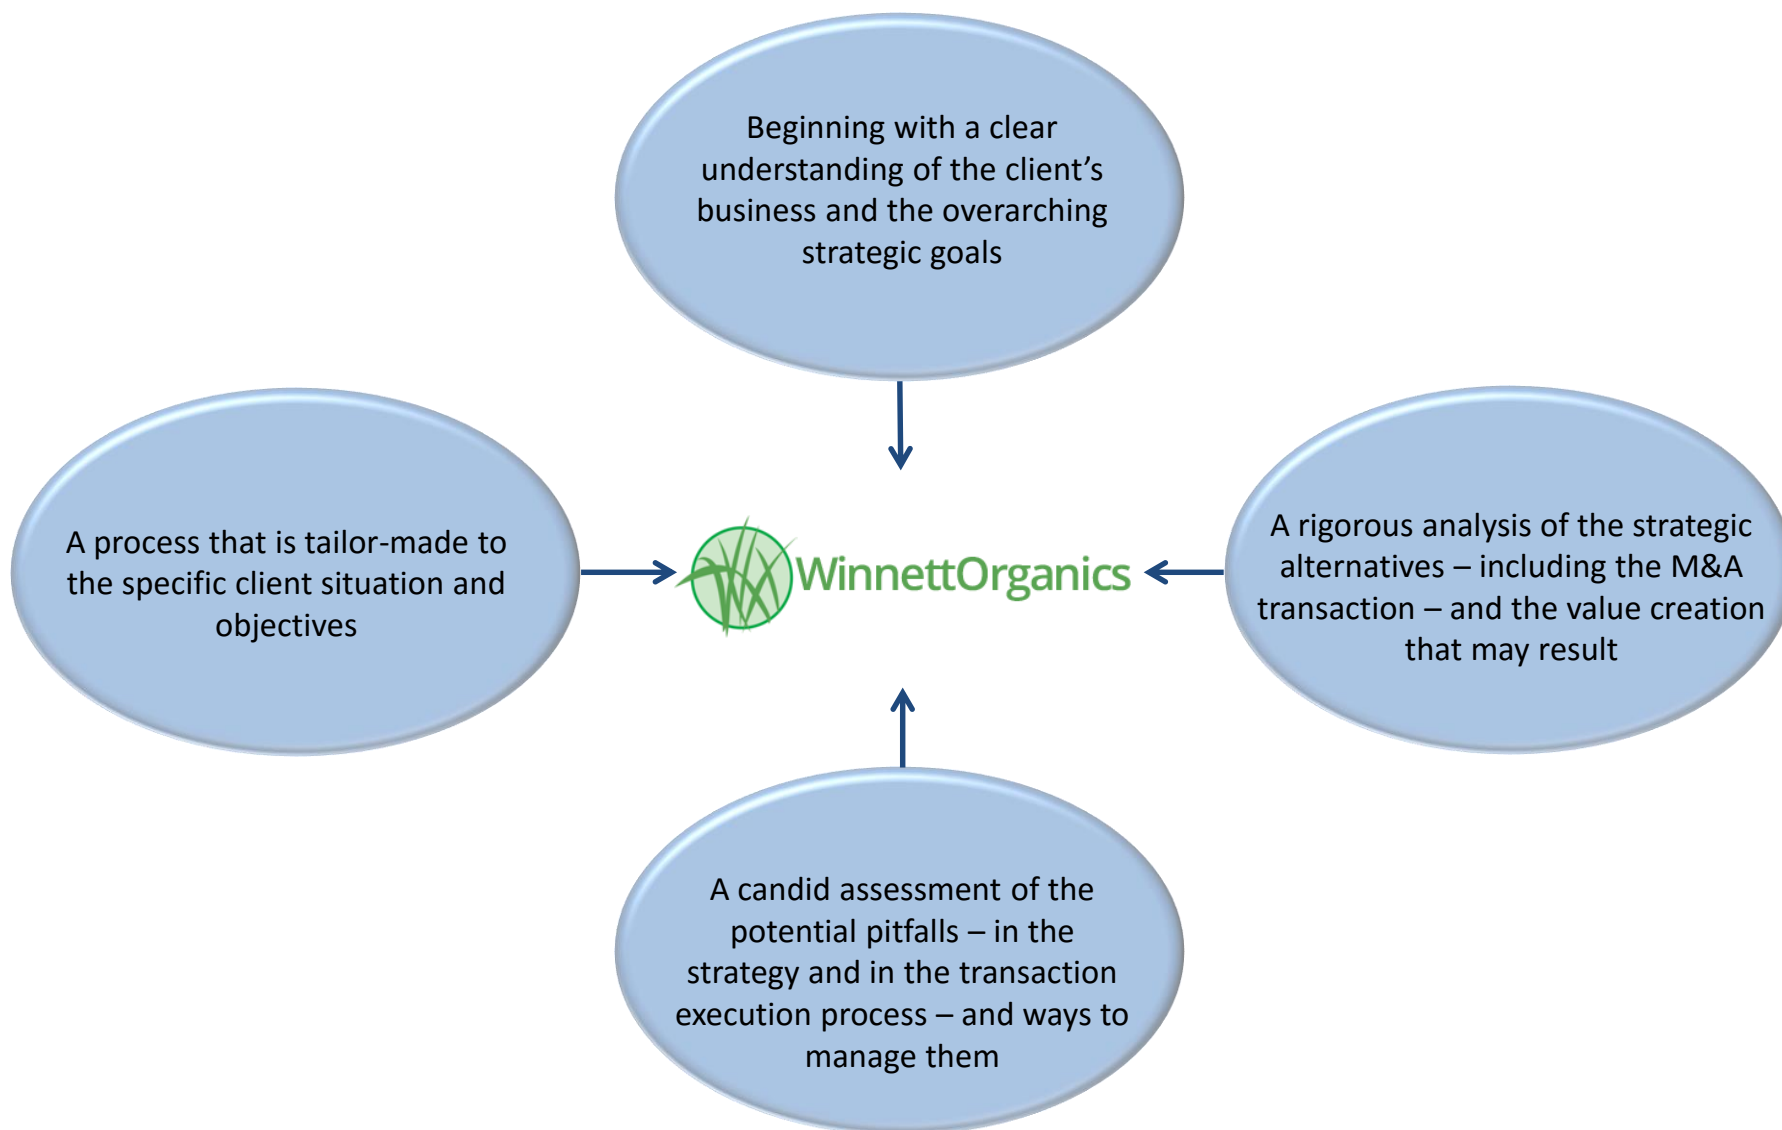 Beginning with a clear
understanding of the client’s
business and the overarching
strategic goals
A process that is tailor-made to
the specific client situation and
objectives
WinnettOrganics
A rigorous analysis of the strategic
alternatives – including the M&A
transaction – and the value creation
that may result
A candid assessment of the
potential pitfalls – in the
strategy and in the transaction
execution process – and ways to
manage them